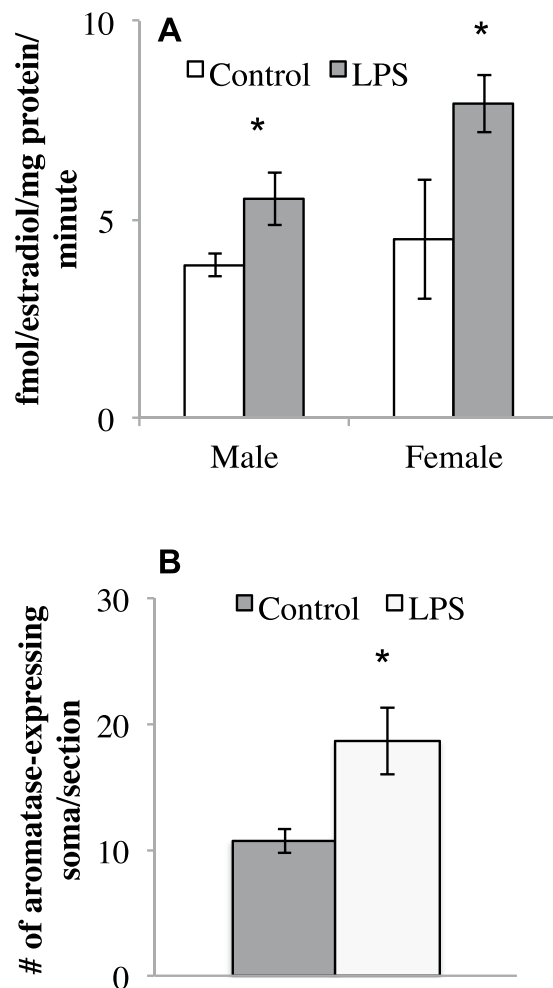 10
A
*
Control
LPS
*
fmol/estradiol/mg protein/
minute
5
0
Male
Female
B
30
Control
LPS
*
# of aromatase-expressing
soma/section
20
10
0